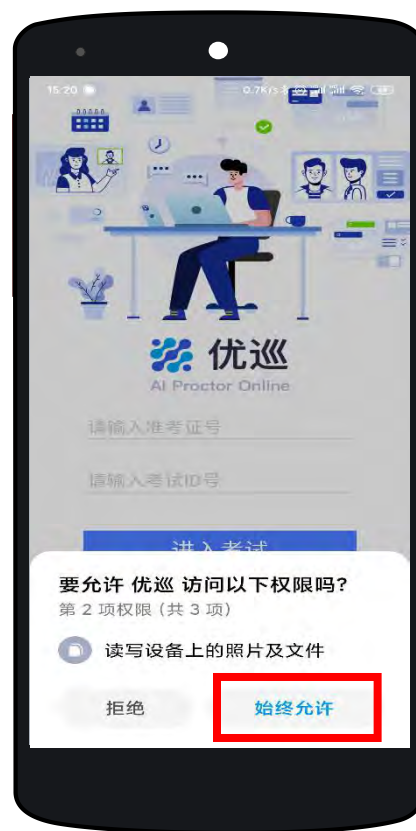 15:20
0.7K/s
优巡
AI Proctor Online
请输入准考证号
请输入考试ID号
进入考试
要允许 优巡 访问以下权限吗?
第 2 项权限 (共 3 项)
读写设备上的照片及文件
拒绝
始终允许